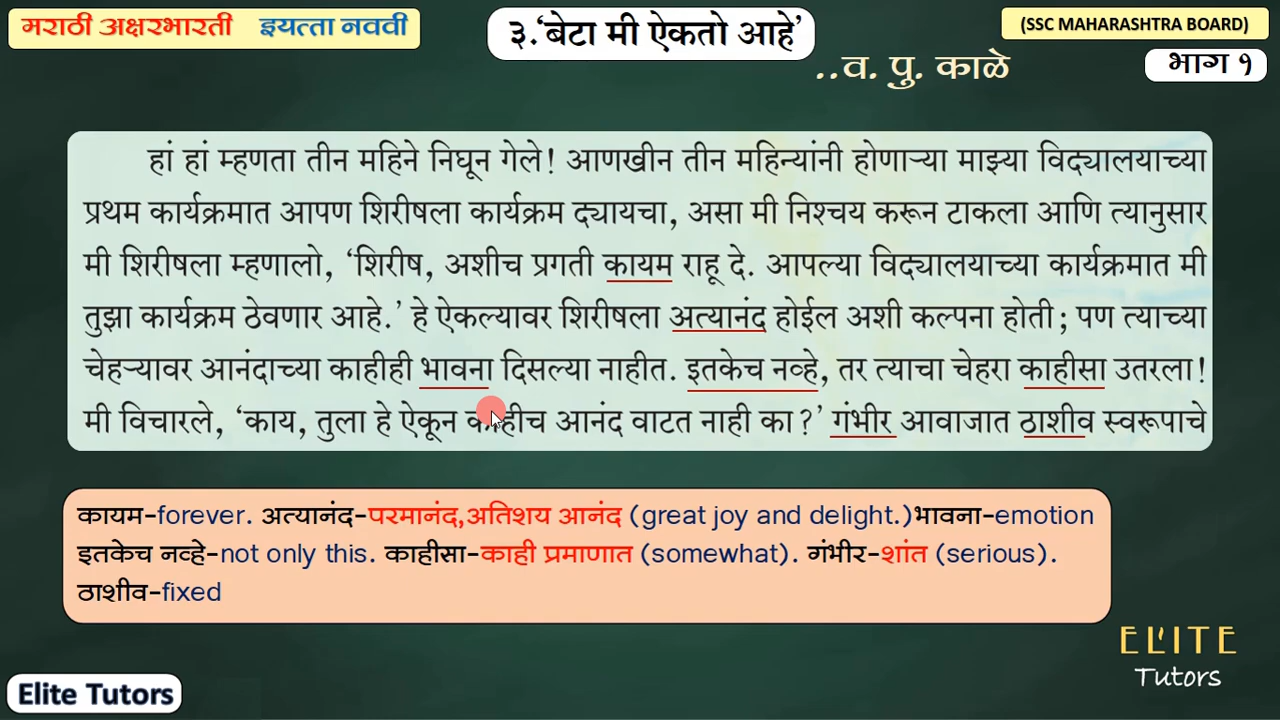 मराठी अक्षरभारती इयत्ता नववी
३.‘बेटा मी ऐकतो आहे’
(SSC MAHARASHTRA BOARD)
..व. पु. काळे
भाग १
हां हां म्हणता तीन महिने निघून गेले! आणखीन तीन महिन्यांनी होणाऱ्या माझ्या विद्यालयाच्या
प्रथम कार्यक्रमात आपण शिरीषला कार्यक्रम द्यायचा, असा मी निश्चय करून टाकला आणि त्यानुसार
मी शिरीषला म्हणालो, ‘शिरीष, अशीच प्रगती कायम राहू दे. आपल्या विद्यालयाच्या कार्यक्रमात मी
तुझा कार्यक्रम ठेवणार आहे.’ हे ऐकल्यावर शिरीषला अत्यानंद होईल अशी कल्पना होती; पण त्याच्या
चेहऱ्यावर आनंदाच्या काहीही भावना दिसल्या नाहीत. इतकेच नव्हे, तर त्याचा चेहरा काहीसा उतरला!
मी विचारले, ‘काय, तुला हे ऐकून काहीच आनंद वाटत नाही का?’ गंभीर आवाजात ठाशीव स्वरूपाचे
कायम-forever. अत्यानंद-परमानंद,अतिशय आनंद (great joy and delight.)भावना-emotion
इतकेच नव्हे-not only this. काहीसा-काही प्रमाणात (somewhat). गंभीर-शांत (serious).
ठाशीव-fixed
ELITE
Tutors
Elite Tutors